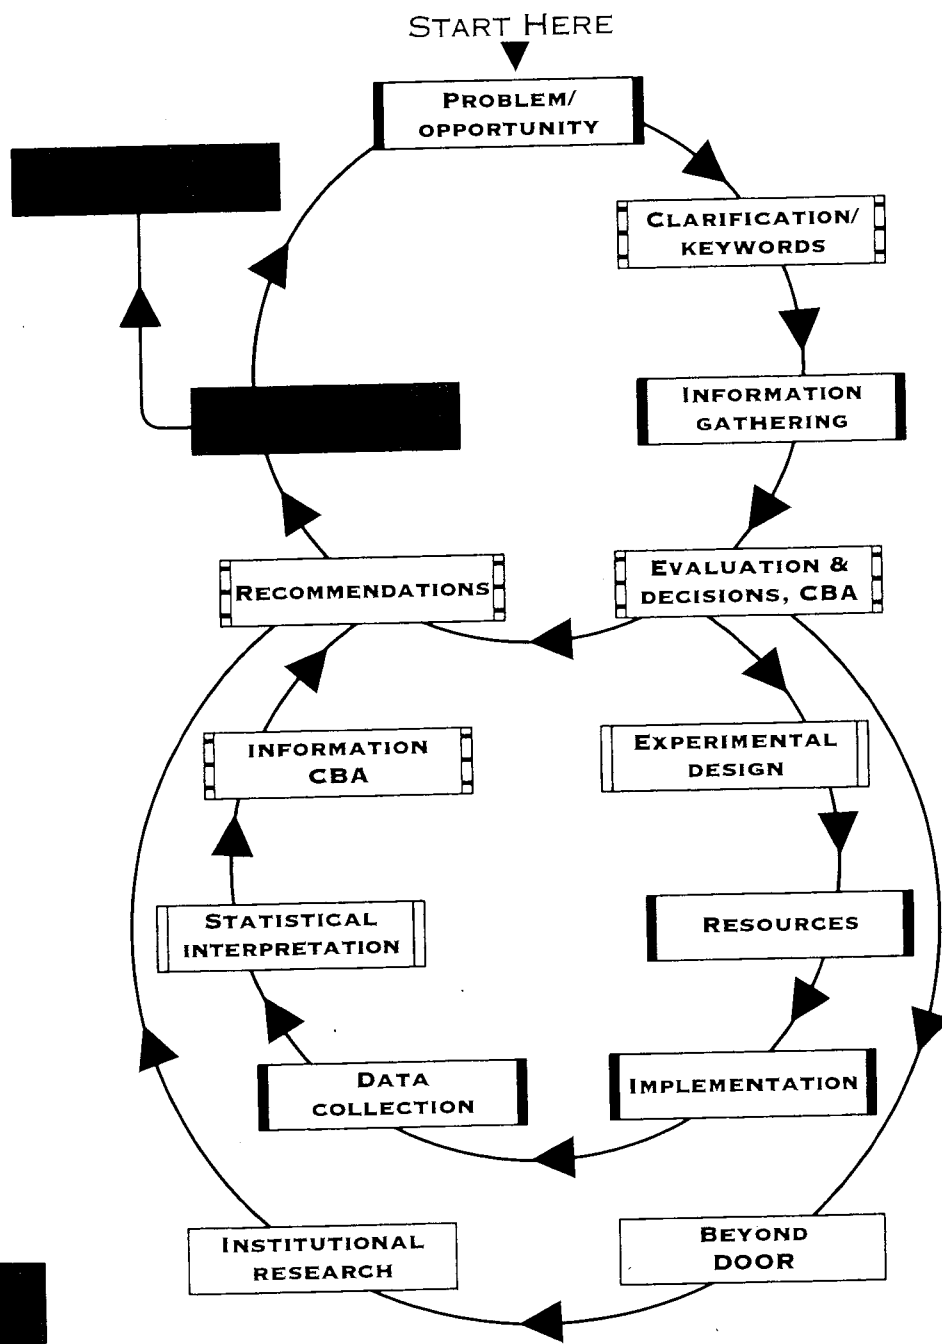 START HERE
PROBLEM/
OPPORTUNITY
CLARIFICATION/
KEYWORDS
INFORMATION
GATHERING
EVALUATION &
DECISIONS, CBA
RECOMMENDATIONS
INFORMATION
CBA
EXPERIMENTAL
DESIGN
STATISTICAL
INTERPRETATION
RESOURCES
DATA
COLLECTION
IMPLEMENTATION
INSTITUTIONAL
RESEARCH
BEYOND
DOOR